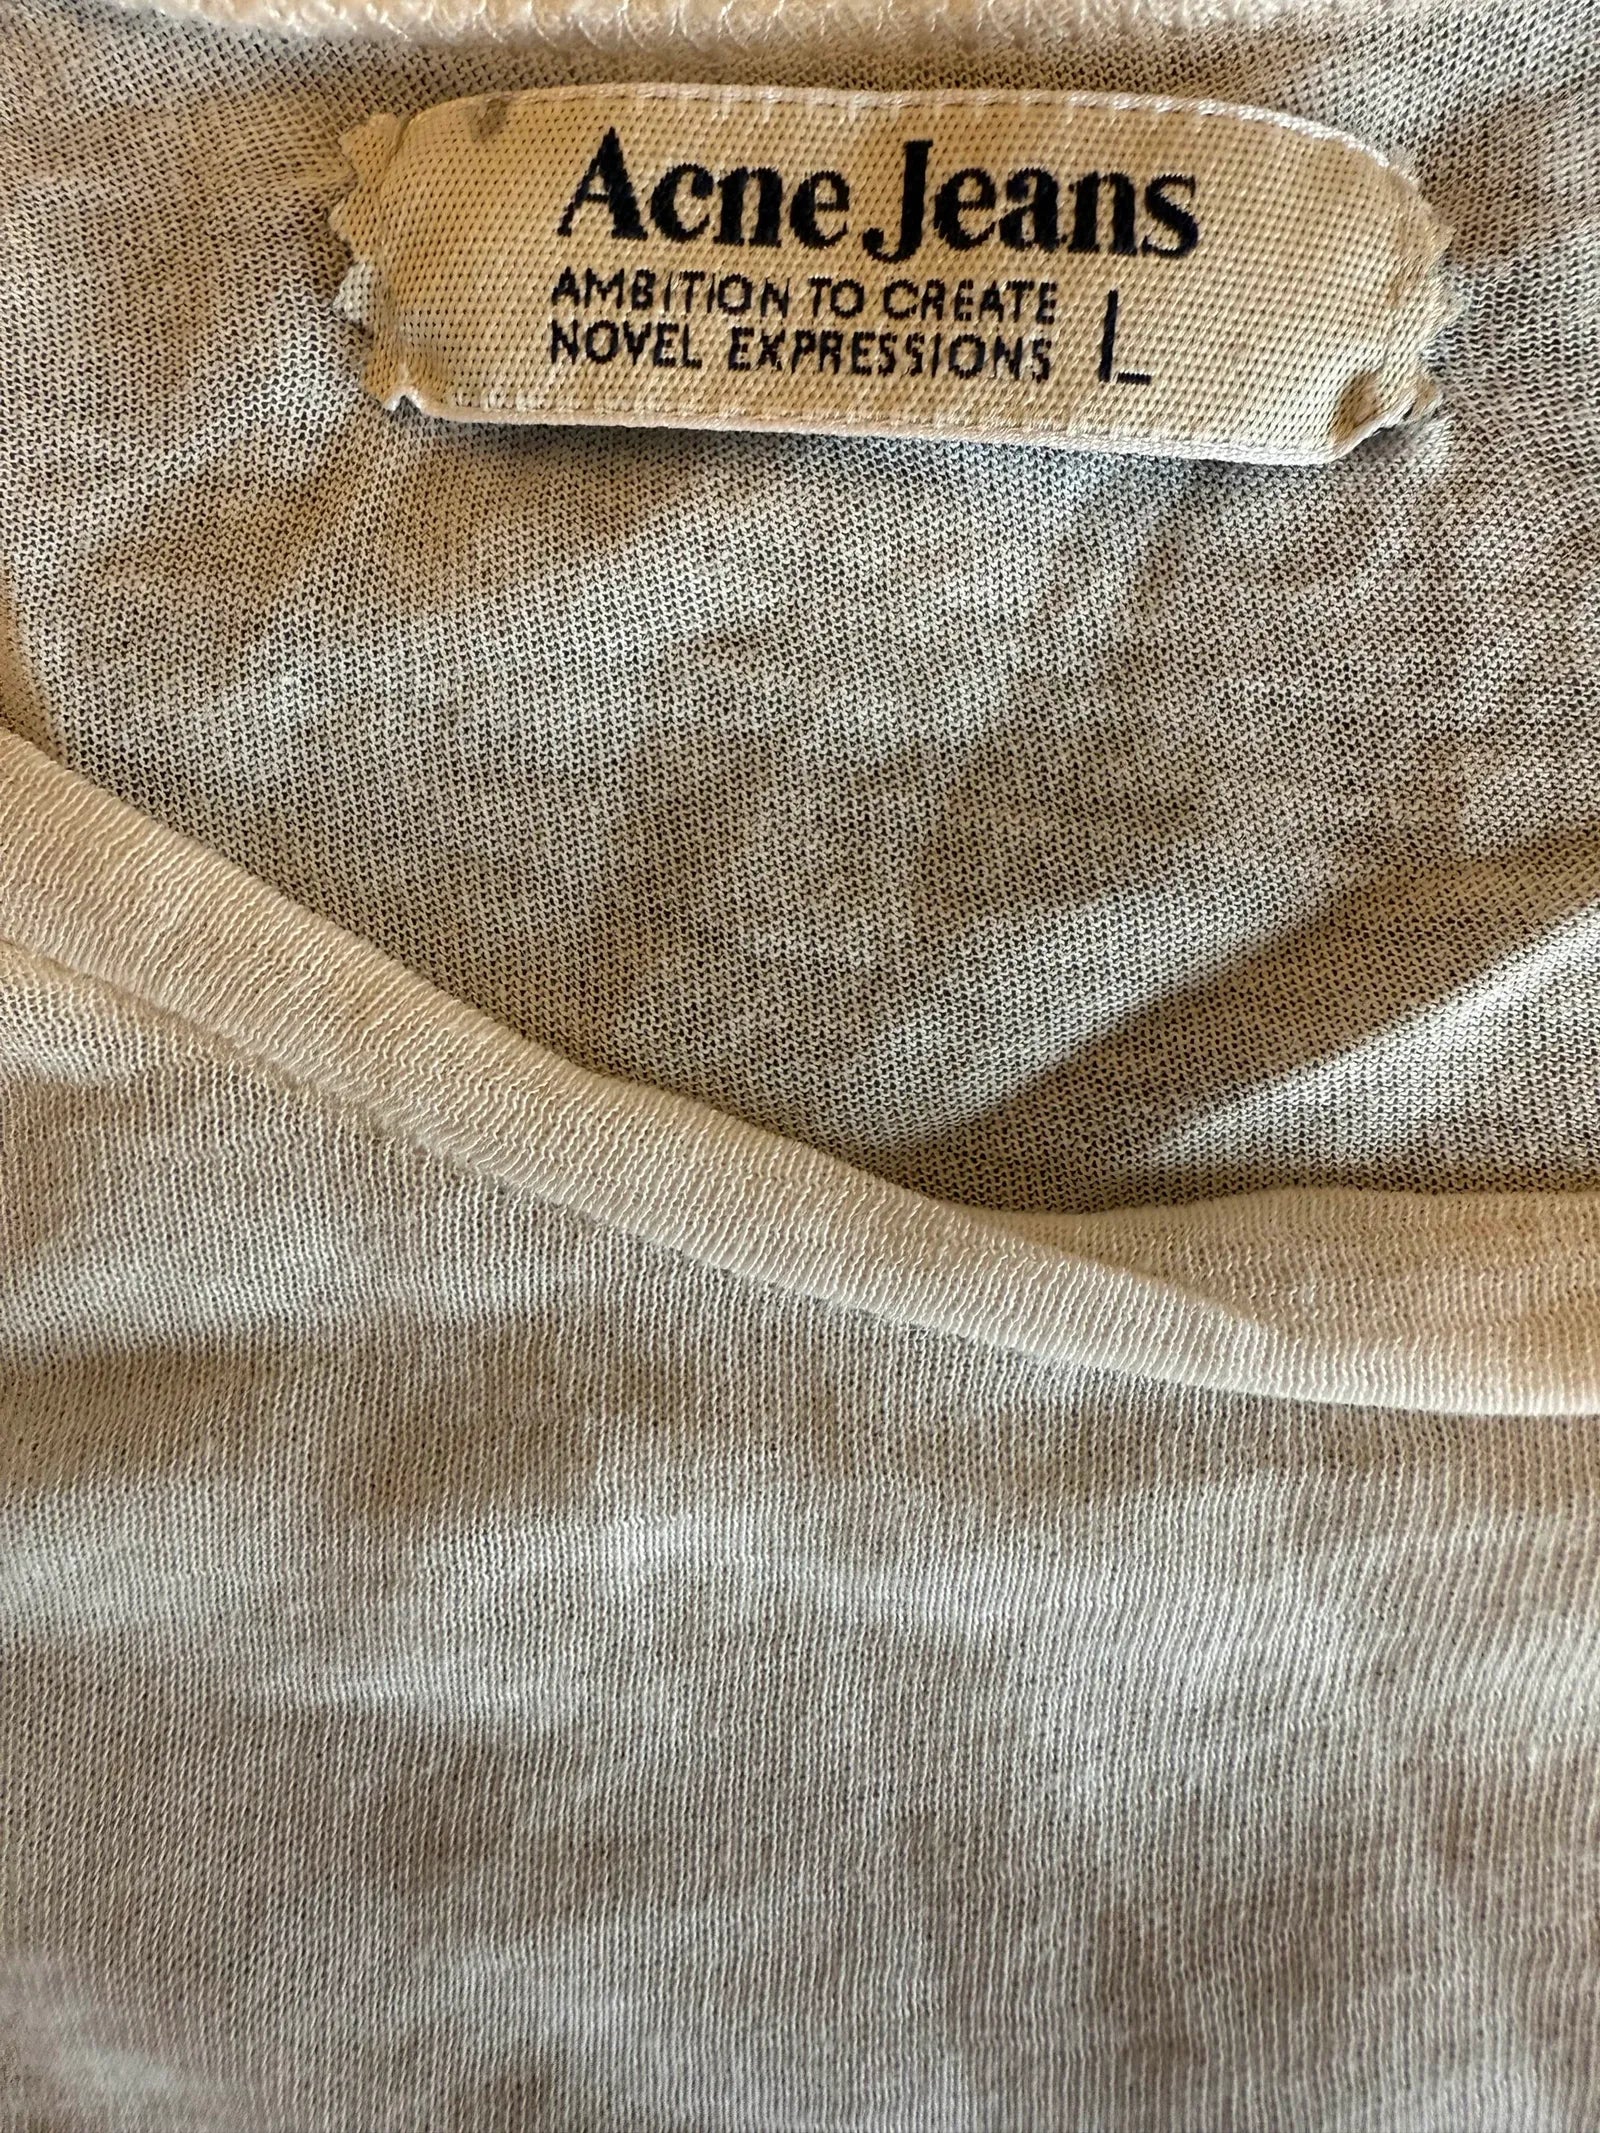 Acne Jeans
AMBITION TO CREATE
NOVEL EXPRESSIONS L